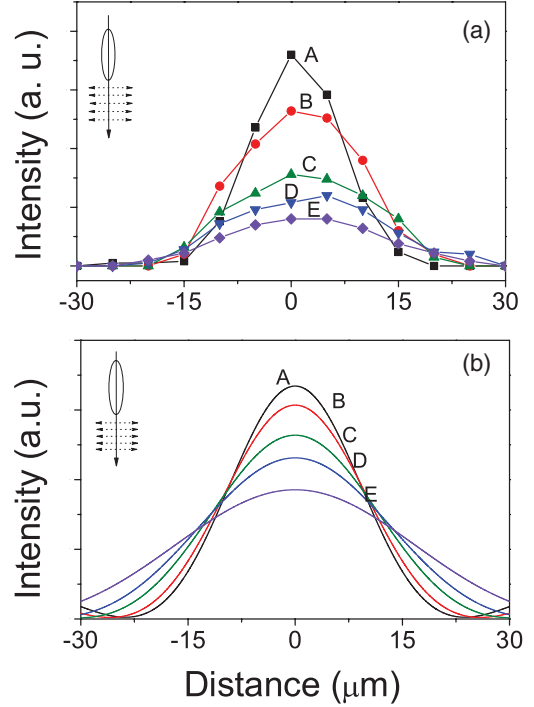 (a)
Intensity (a. u.)
A
B
C
D
E
-30 -15 0 15 30
(b)
Intensity (a.u.)
A
B
C
D
E
-30 -15 0 15 30
Distance (μm)